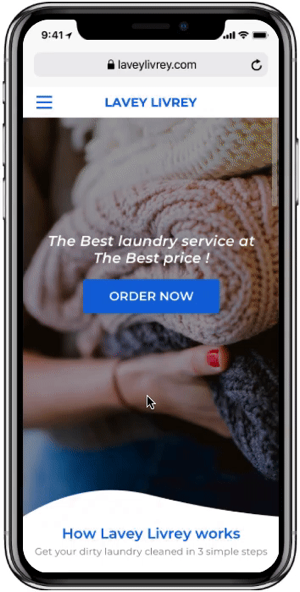 9:41
laveylivrey.com
LAVEY LIVREY
The Best laundry service at
The Best price !
ORDER NOW
How Lavey Livrey works
Get your dirty laundry cleaned in 3 simple steps